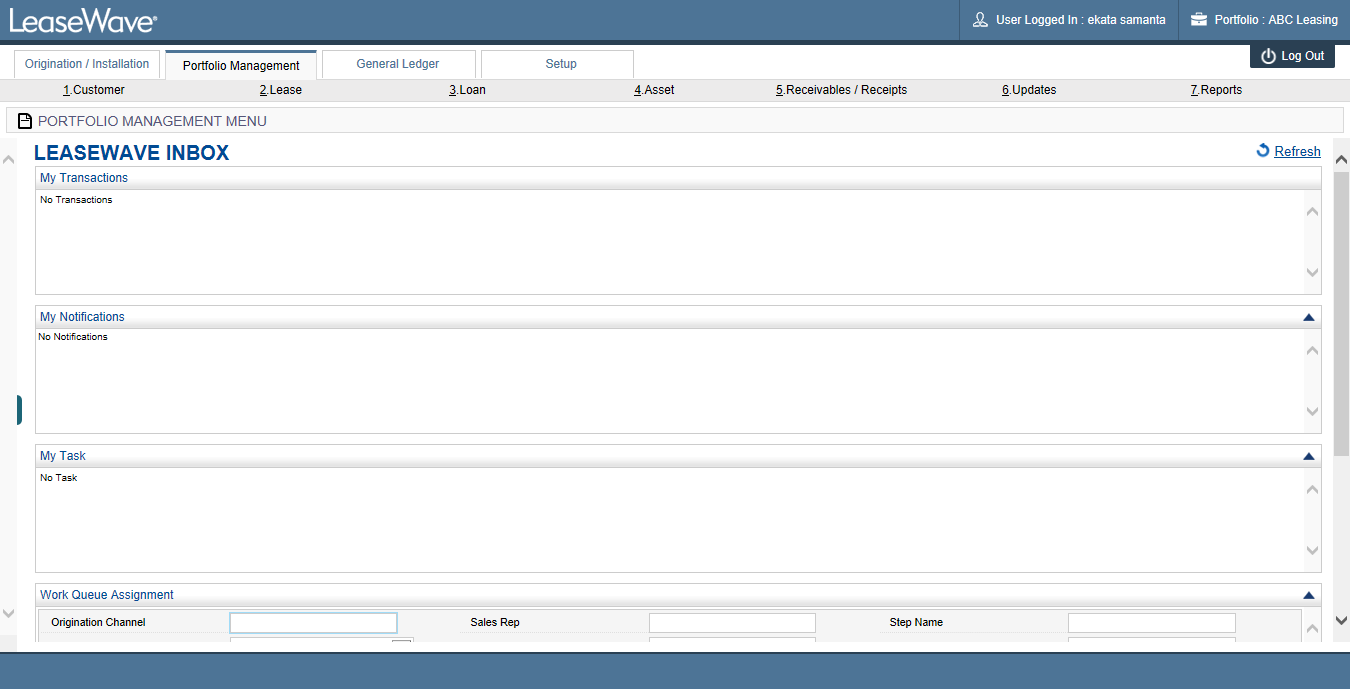 LeaseWave®
User Logged In : ekata samanta
Portfolio : ABC Leasing
Origination / Installation
Portfolio Management
General Ledger
Setup
Log Out
1.Customer
2.Lease
3.Loan
4.Asset
5.Receivables / Receipts
6.Updates
7.Reports
PORTFOLIO MANAGEMENT MENU
LEASEWAVE INBOX
Refresh
My Transactions
No Transactions
My Notifications
No Notifications
My Task
No Task
Work Queue Assignment
Origination Channel
Sales Rep
Step Name